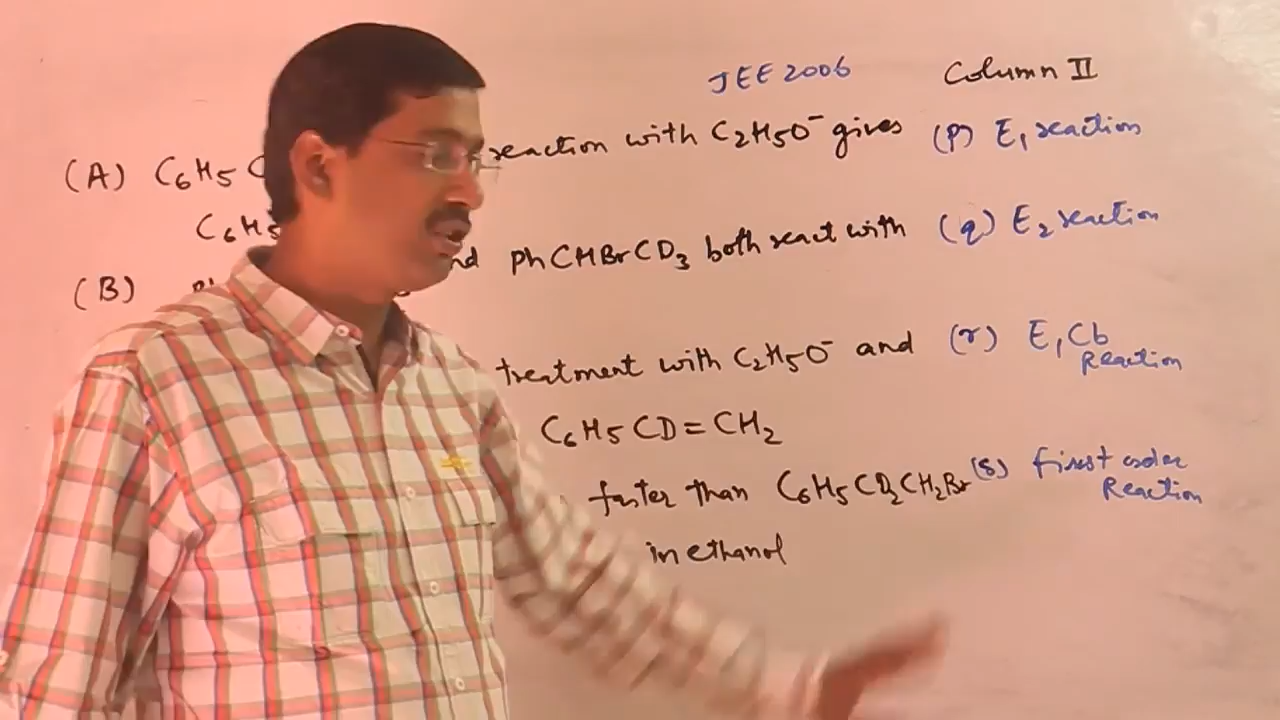 JEE 2006 Column II
(A) C6H5 reaction with C2H5O⁻ gives (p) E1 reaction
C6H5
(B) PhCHBrCD3 both react with (q) E2 reaction
treatment with C2H5O⁻ and (r) E1Cb
Reaction
C6H5CD=CH2
faster than C6H5CD2CH2Br (s) first order
Reaction
in ethanol